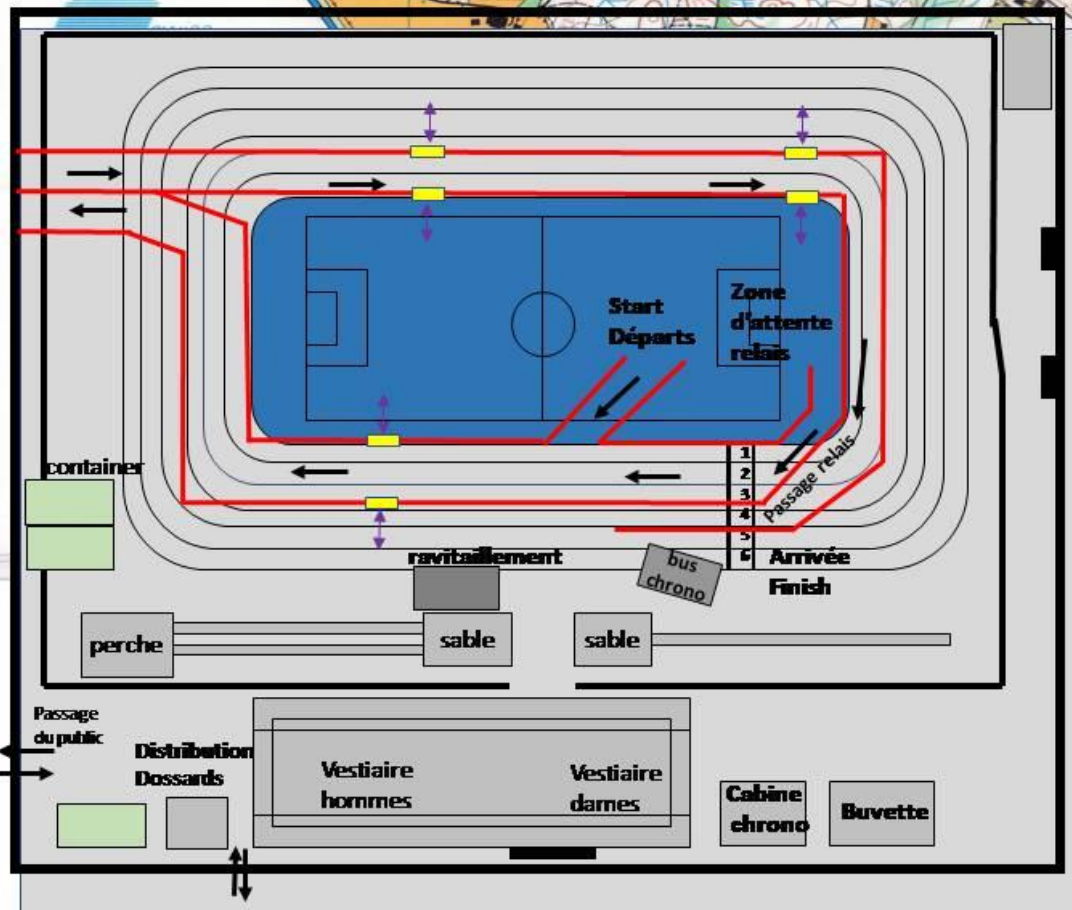 Start
Départs
Zone
d'attente
relais
1
2
3
4
5
6
Passage relais
container
ravitaillement
bus
chrono
Arrivée
Finish
perche
sable
sable
Passage
du public
Distribution
Dossards
Vestiaire
hommes
Vestiaire
dames
Cabine
chrono
Buvette